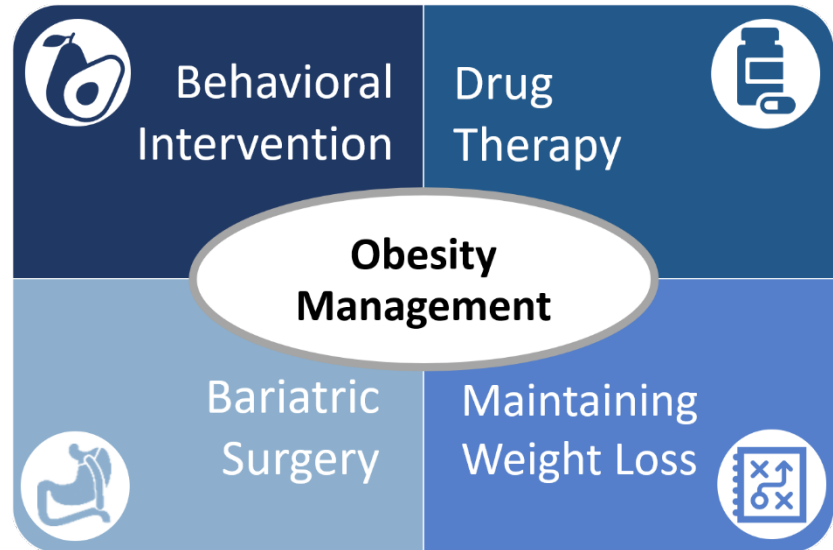 Behavioral
Intervention
Drug
Therapy
Obesity
Management
Bariatric
Surgery
Maintaining
Weight Loss